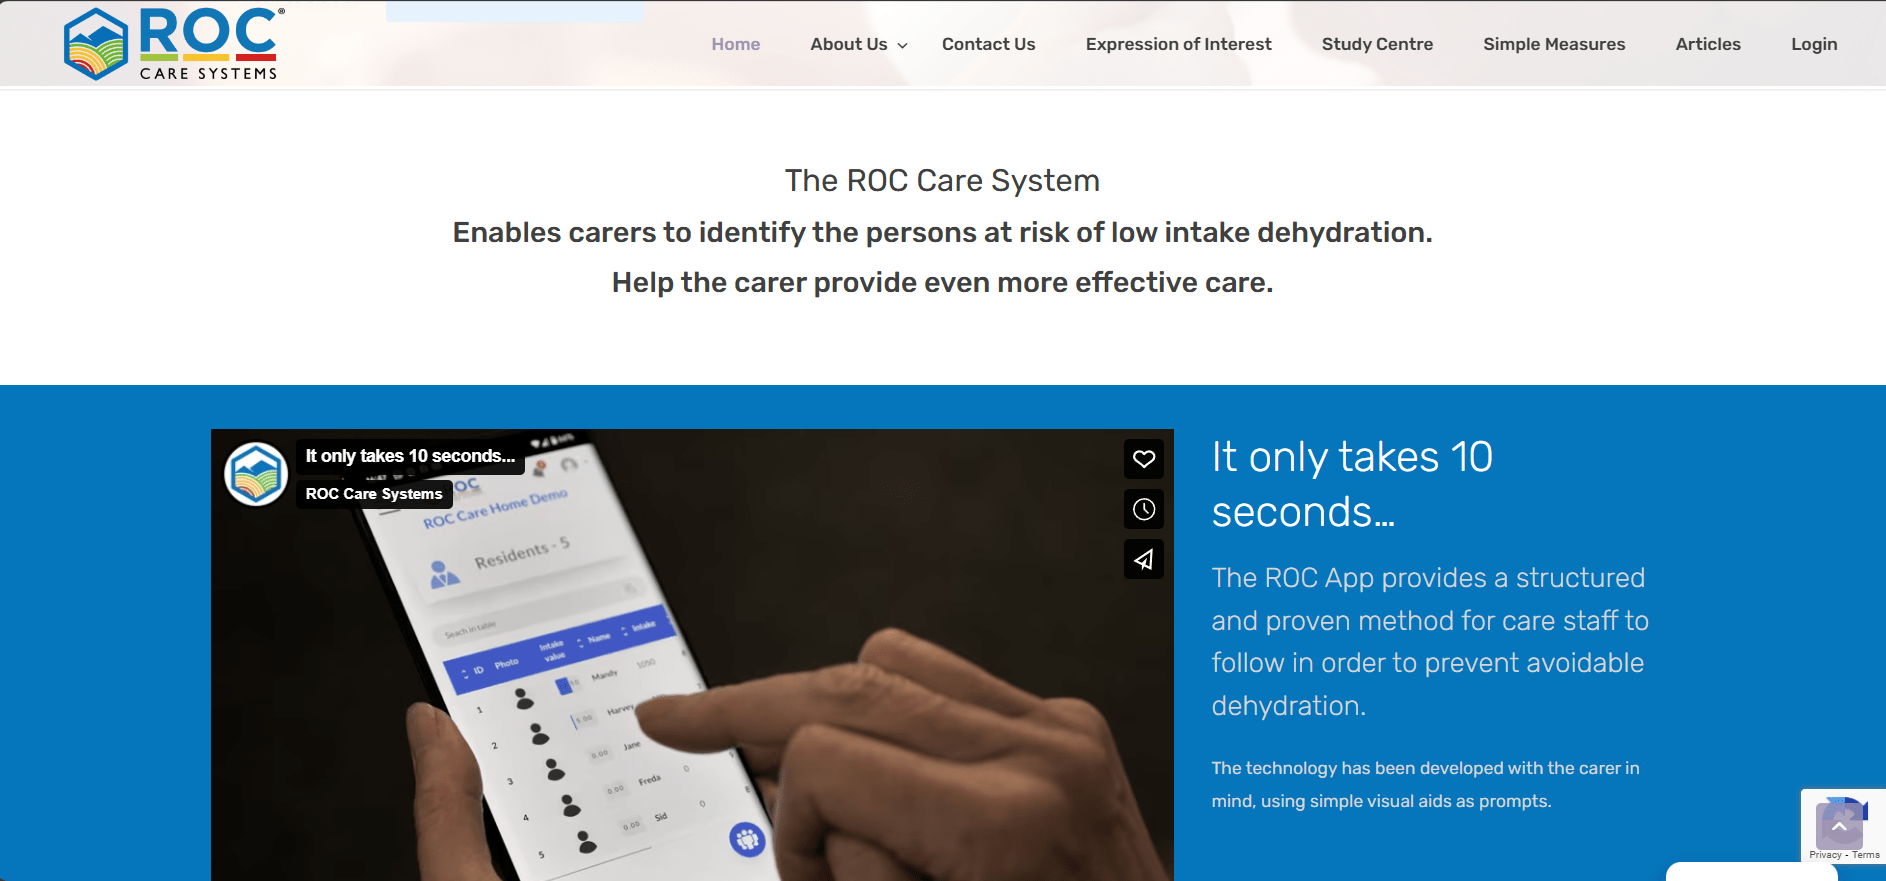 ROC®
CARE SYSTEMS
Home
About Us
Contact Us
Expression of Interest
Study Centre
Simple Measures
Articles
Login
The ROC Care System
Enables carers to identify the persons at risk of low intake dehydration.
Help the carer provide even more effective care.
It only takes 10 seconds...
ROC Care Systems
ROC Care Home Demo
Residents - 5
Seach in table
ID Photo Intake value Name Intake
1 Mandy 1050
2 5.00 Harvey
3 0.00 Jane
4 0.00 Freda 0
5 0.00 Sid 0
It only takes 10
seconds...
The ROC App provides a structured
and proven method for care staff to
follow in order to prevent avoidable
dehydration.
The technology has been developed with the carer in
mind, using simple visual aids as prompts.
Privacy - Terms